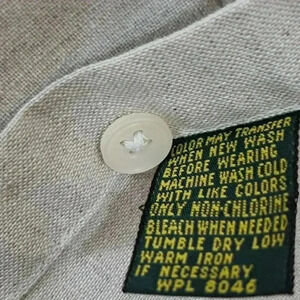 COLOR MAY TRANSFER
WHEN NEW WASH
BEFORE WEARING
MACHINE WASH COLD
WITH LIKE COLORS
ONLY NON-CHLORINE
BLEACH WHEN NEEDED
TUMBLE DRY LOW
WARM IRON
IF NECESSARY
WPL 8046